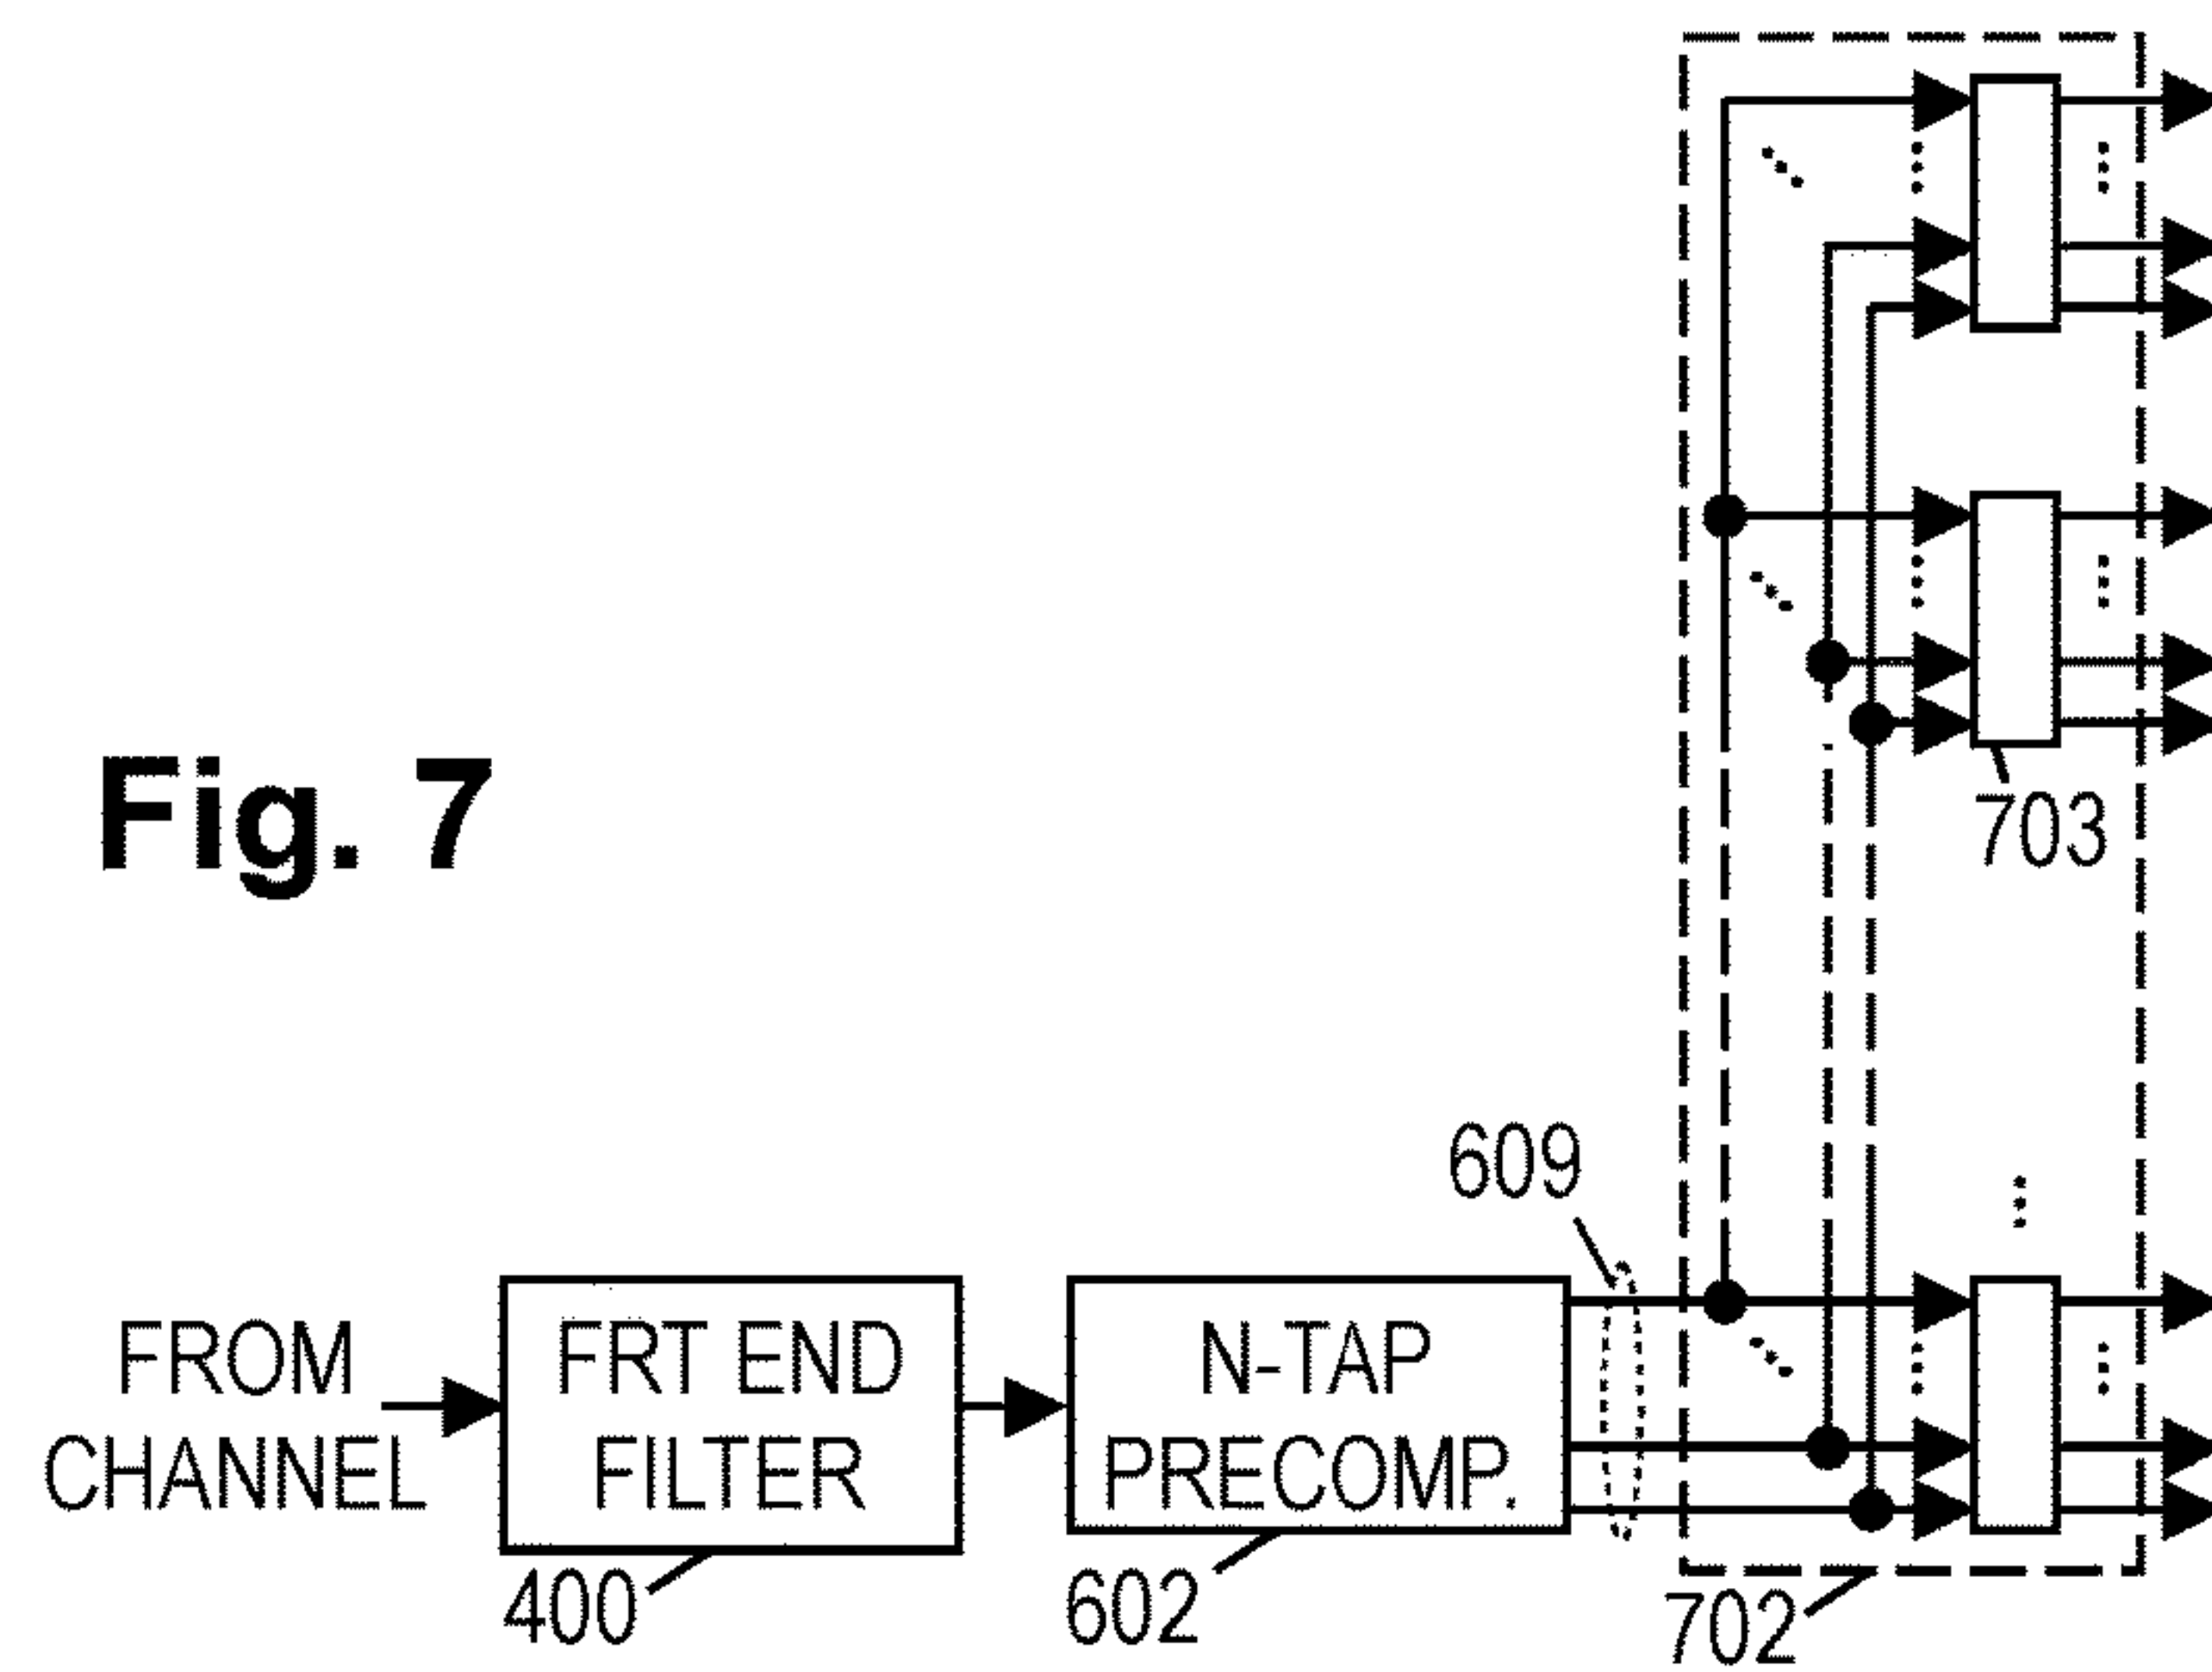 Fig. 7
703
609
FROM
CHANNEL
FRT END
FILTER
N-TAP
PRECOMP.
400
602
702